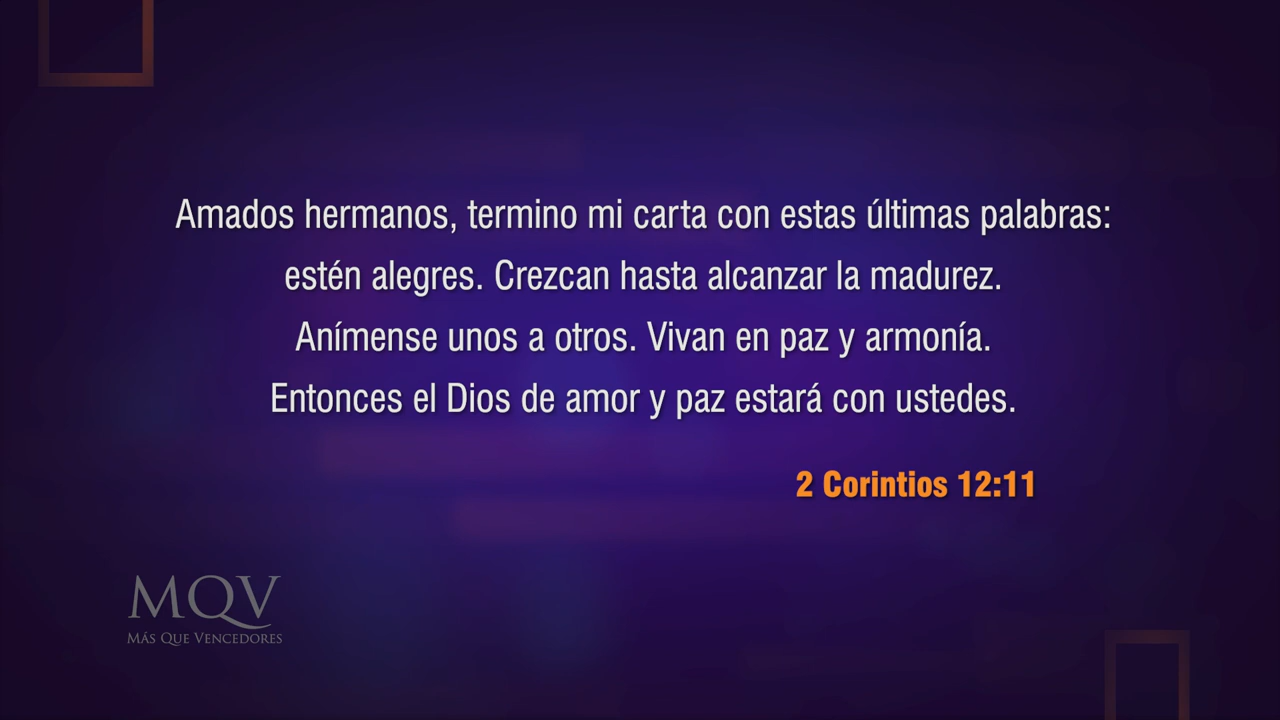 Amados hermanos, termino mi carta con estas últimas palabras:
estén alegres. Crezcan hasta alcanzar la madurez.
Anímense unos a otros. Vivan en paz y armonía.
Entonces el Dios de amor y paz estará con ustedes.
2 Corintios 12:11
MQV
MÁS QUE VENCEDORES